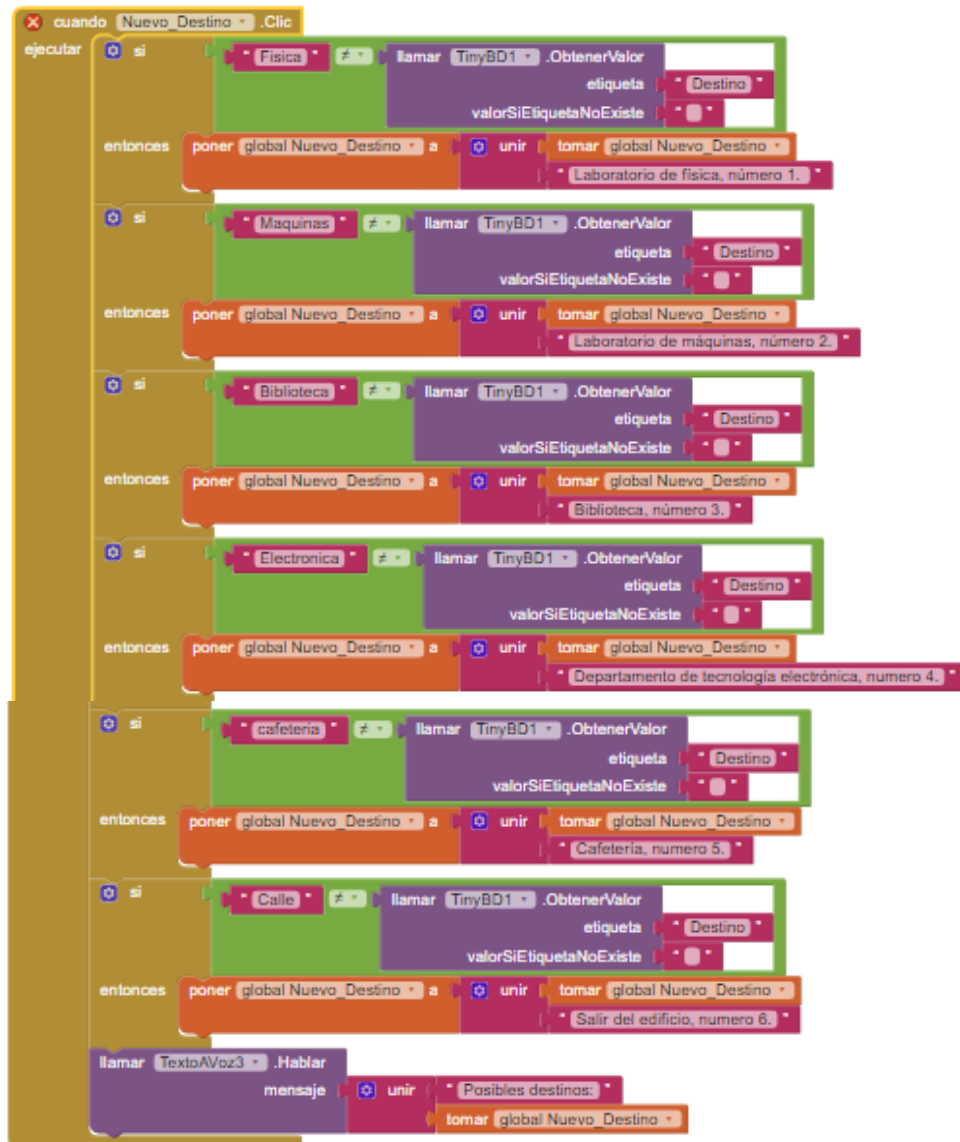 cuando Nuevo_Destino .Clic
ejecutar si " Fisica " ≠ llamar TinyBD1 .ObtenerValor
etiqueta " Destino "
valorSiEtiquetaNoExiste " "
entonces poner global Nuevo_Destino a unir tomar global Nuevo_Destino
" Laboratorio de física, número 1. "
si " Maquinas " ≠ llamar TinyBD1 .ObtenerValor
etiqueta " Destino "
valorSiEtiquetaNoExiste " "
entonces poner global Nuevo_Destino a unir tomar global Nuevo_Destino
" Laboratorio de máquinas, número 2. "
si " Biblioteca " ≠ llamar TinyBD1 .ObtenerValor
etiqueta " Destino "
valorSiEtiquetaNoExiste " "
entonces poner global Nuevo_Destino a unir tomar global Nuevo_Destino
" Biblioteca, número 3. "
si " Electronica " ≠ llamar TinyBD1 .ObtenerValor
etiqueta " Destino "
valorSiEtiquetaNoExiste " "
entonces poner global Nuevo_Destino a unir tomar global Nuevo_Destino
" Departamento de tecnología electrónica, numero 4. "
si " cafeteria " ≠ llamar TinyBD1 .ObtenerValor
etiqueta " Destino "
valorSiEtiquetaNoExiste " "
entonces poner global Nuevo_Destino a unir tomar global Nuevo_Destino
" Cafetería, numero 5. "
si " Calle " ≠ llamar TinyBD1 .ObtenerValor
etiqueta " Destino "
valorSiEtiquetaNoExiste " "
entonces poner global Nuevo_Destino a unir tomar global Nuevo_Destino
" Salir del edificio, numero 6. "
llamar TextoAVoz3 .Hablar
mensaje unir " Posibles destinos: "
tomar global Nuevo_Destino